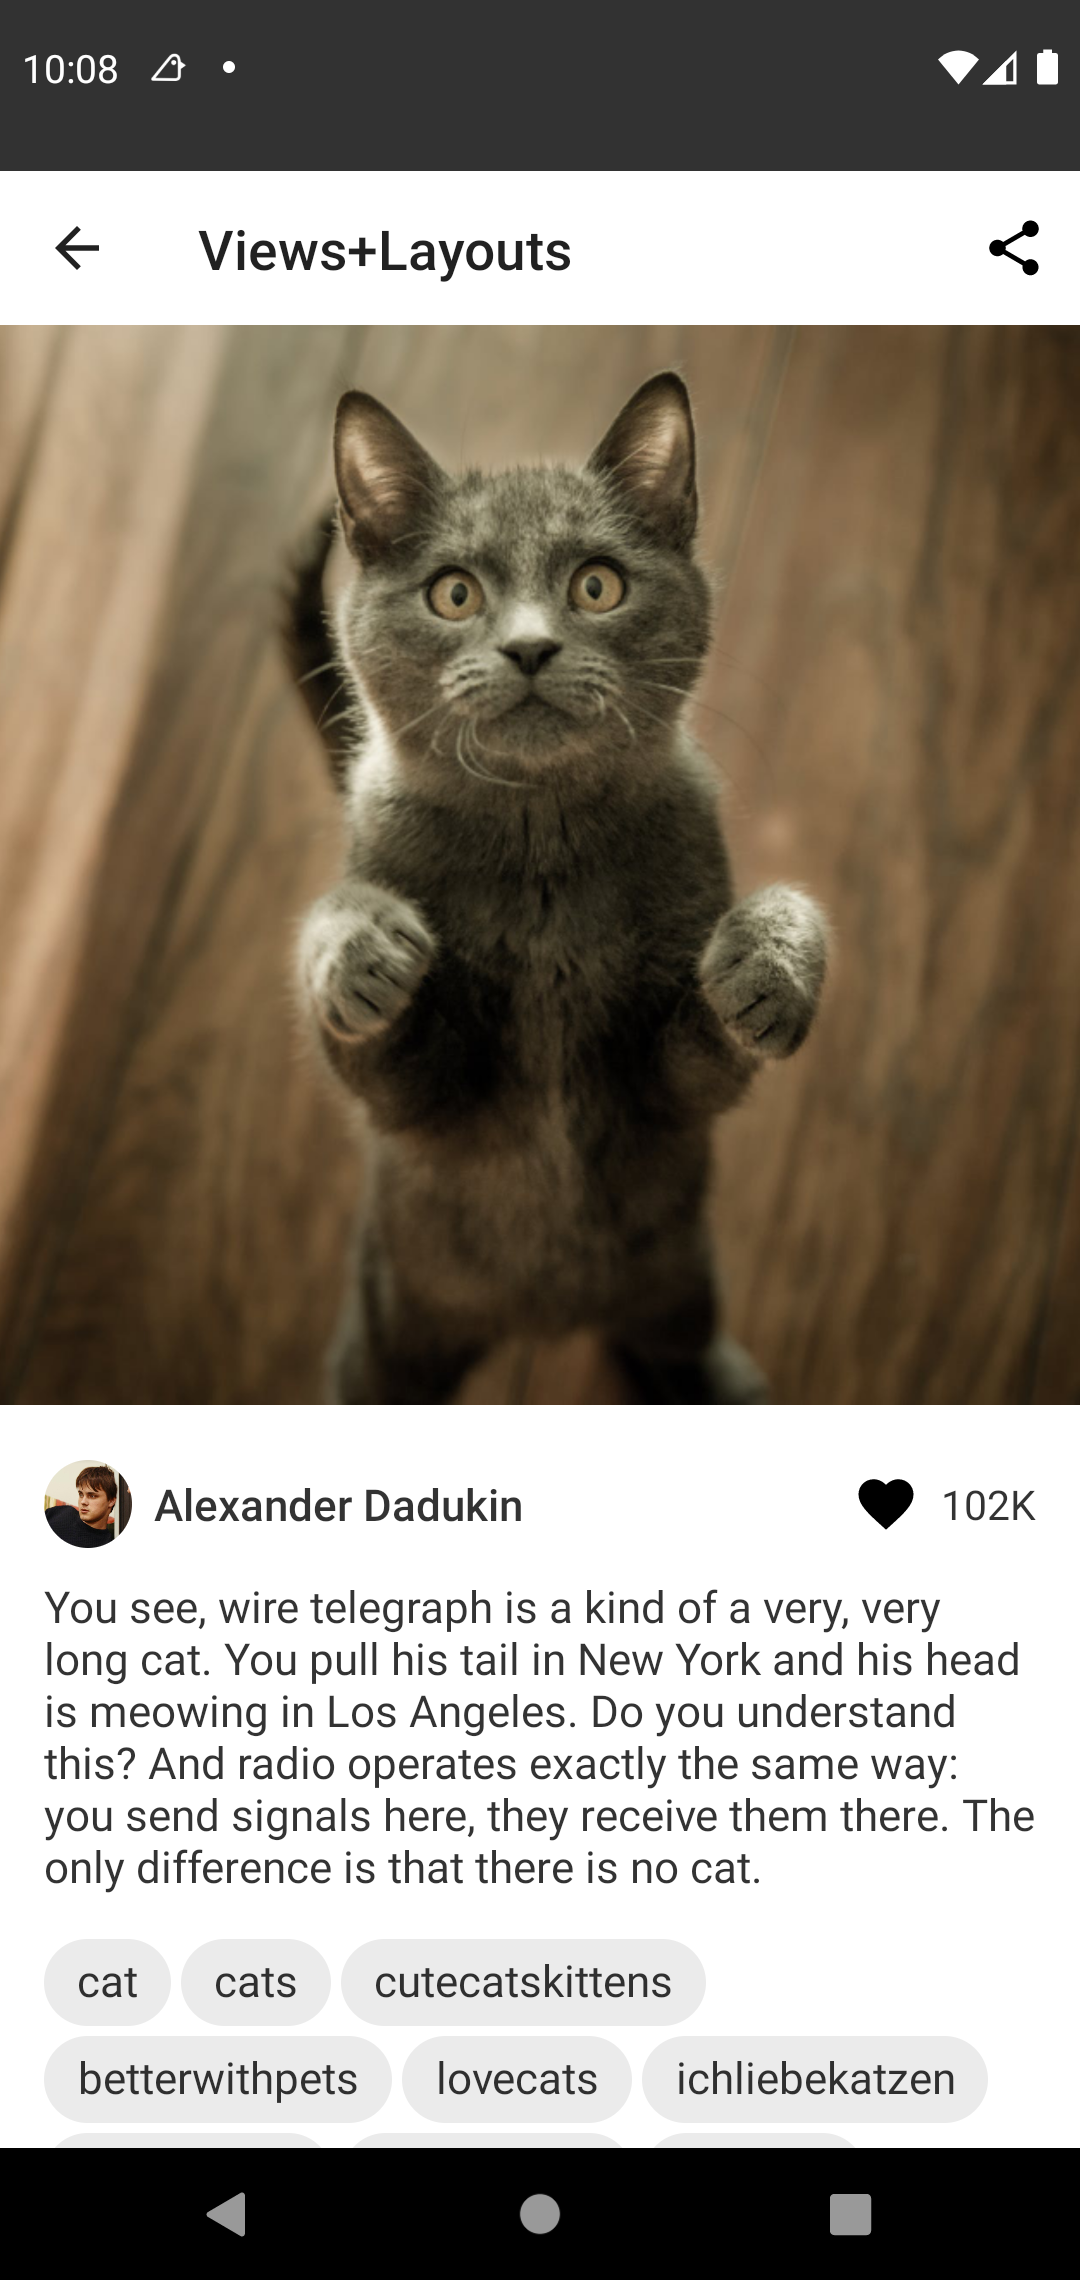 10:08
Views+Layouts
Alexander Dadukin
102K
You see, wire telegraph is a kind of a very, very
long cat. You pull his tail in New York and his head
is meowing in Los Angeles. Do you understand
this? And radio operates exactly the same way:
you send signals here, they receive them there. The
only difference is that there is no cat.
cat cats cutecatskittens
betterwithpets lovecats ichliebekatzen